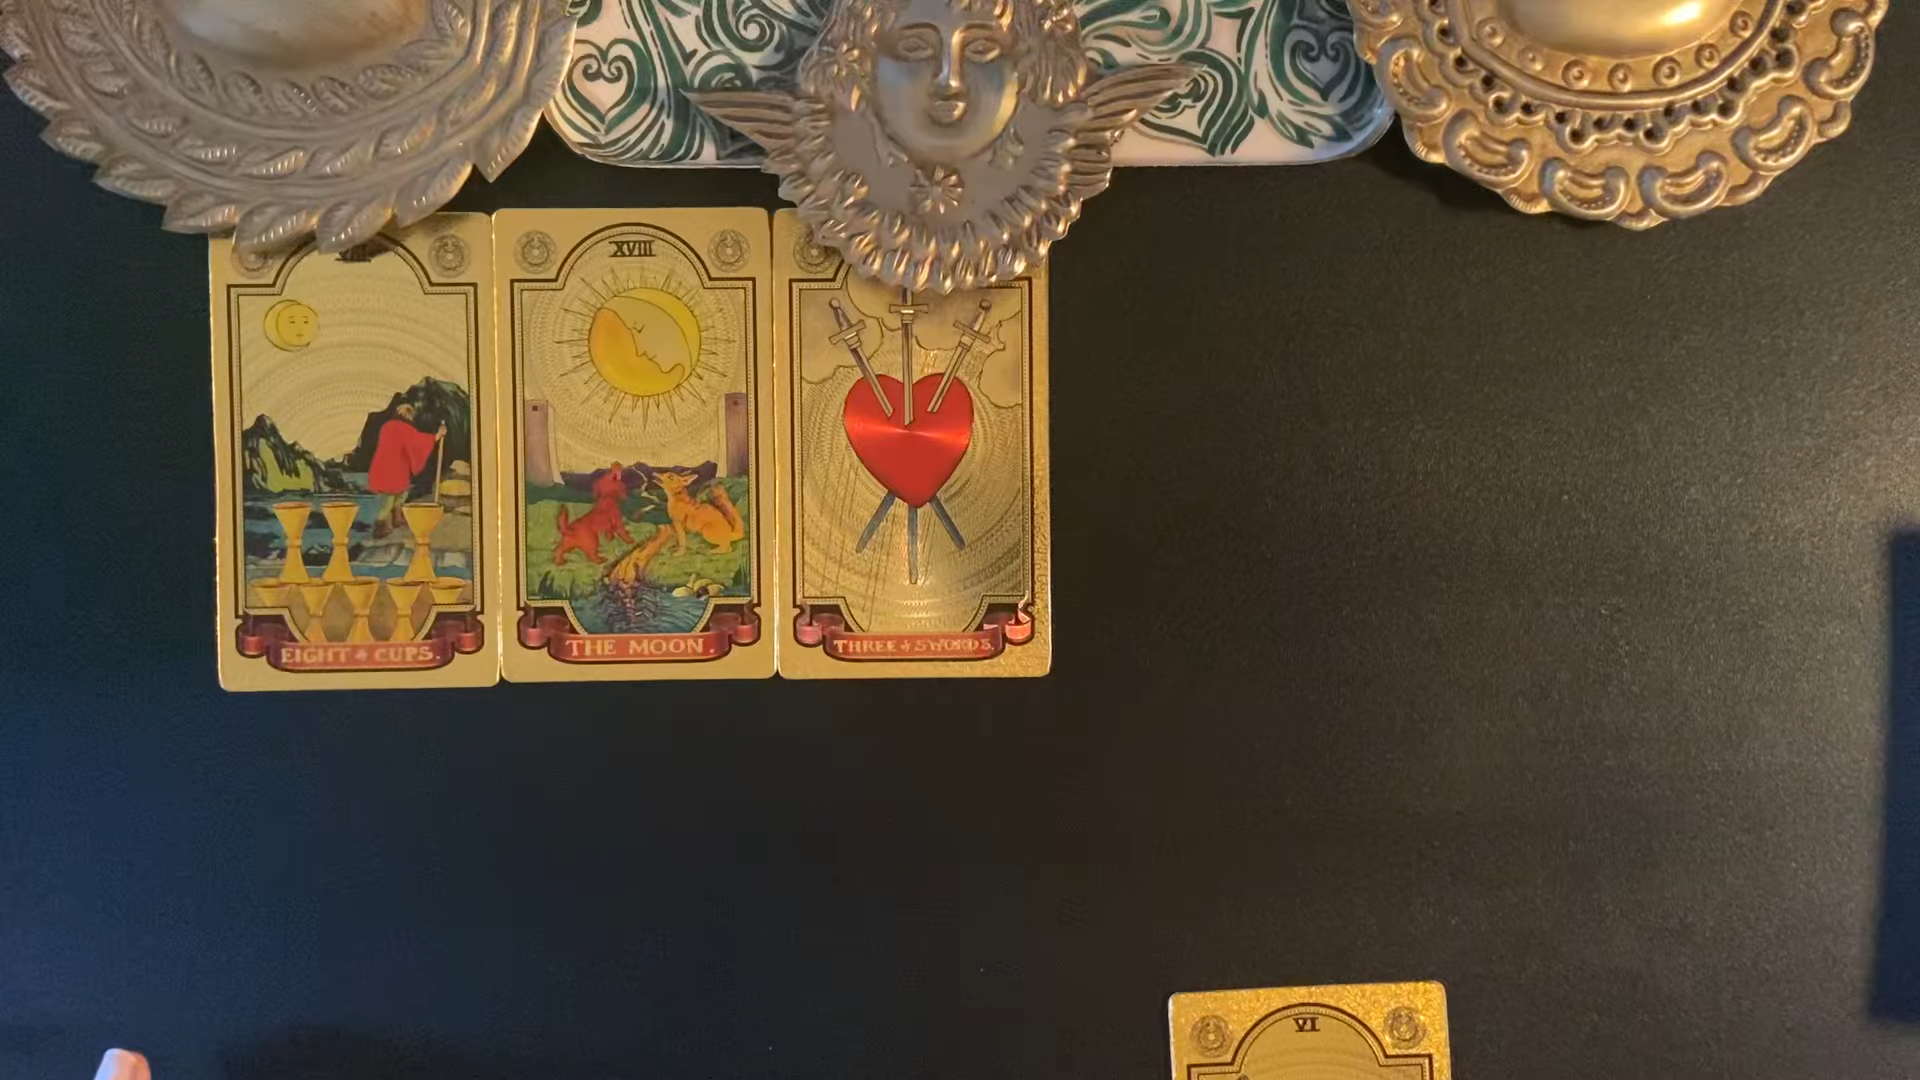 XVIII
EIGHT of CUPS.
THE MOON.
THREE of SWORDS.
VI